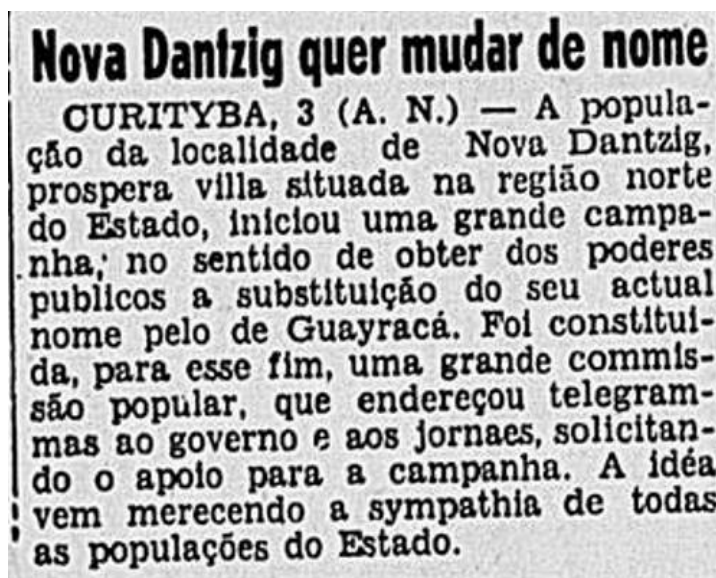 Nova Dantzig quer mudar de nome
CURITYBA, 3 (A. N.) — A popula-
ção da localidade de Nova Dantzig,
prospera villa situada na região norte
do Estado, iniciou uma grande campa-
nha, no sentido de obter dos poderes
publicos a substituição do seu actual
nome pelo de Guayracá. Foi constitui-
da, para esse fim, uma grande commis-
são popular, que endereçou telegram-
mas ao governo e aos jornaes, solicitan-
do o apoio para a campanha. A idéa
vem merecendo a sympathia de todas
as populações do Estado.